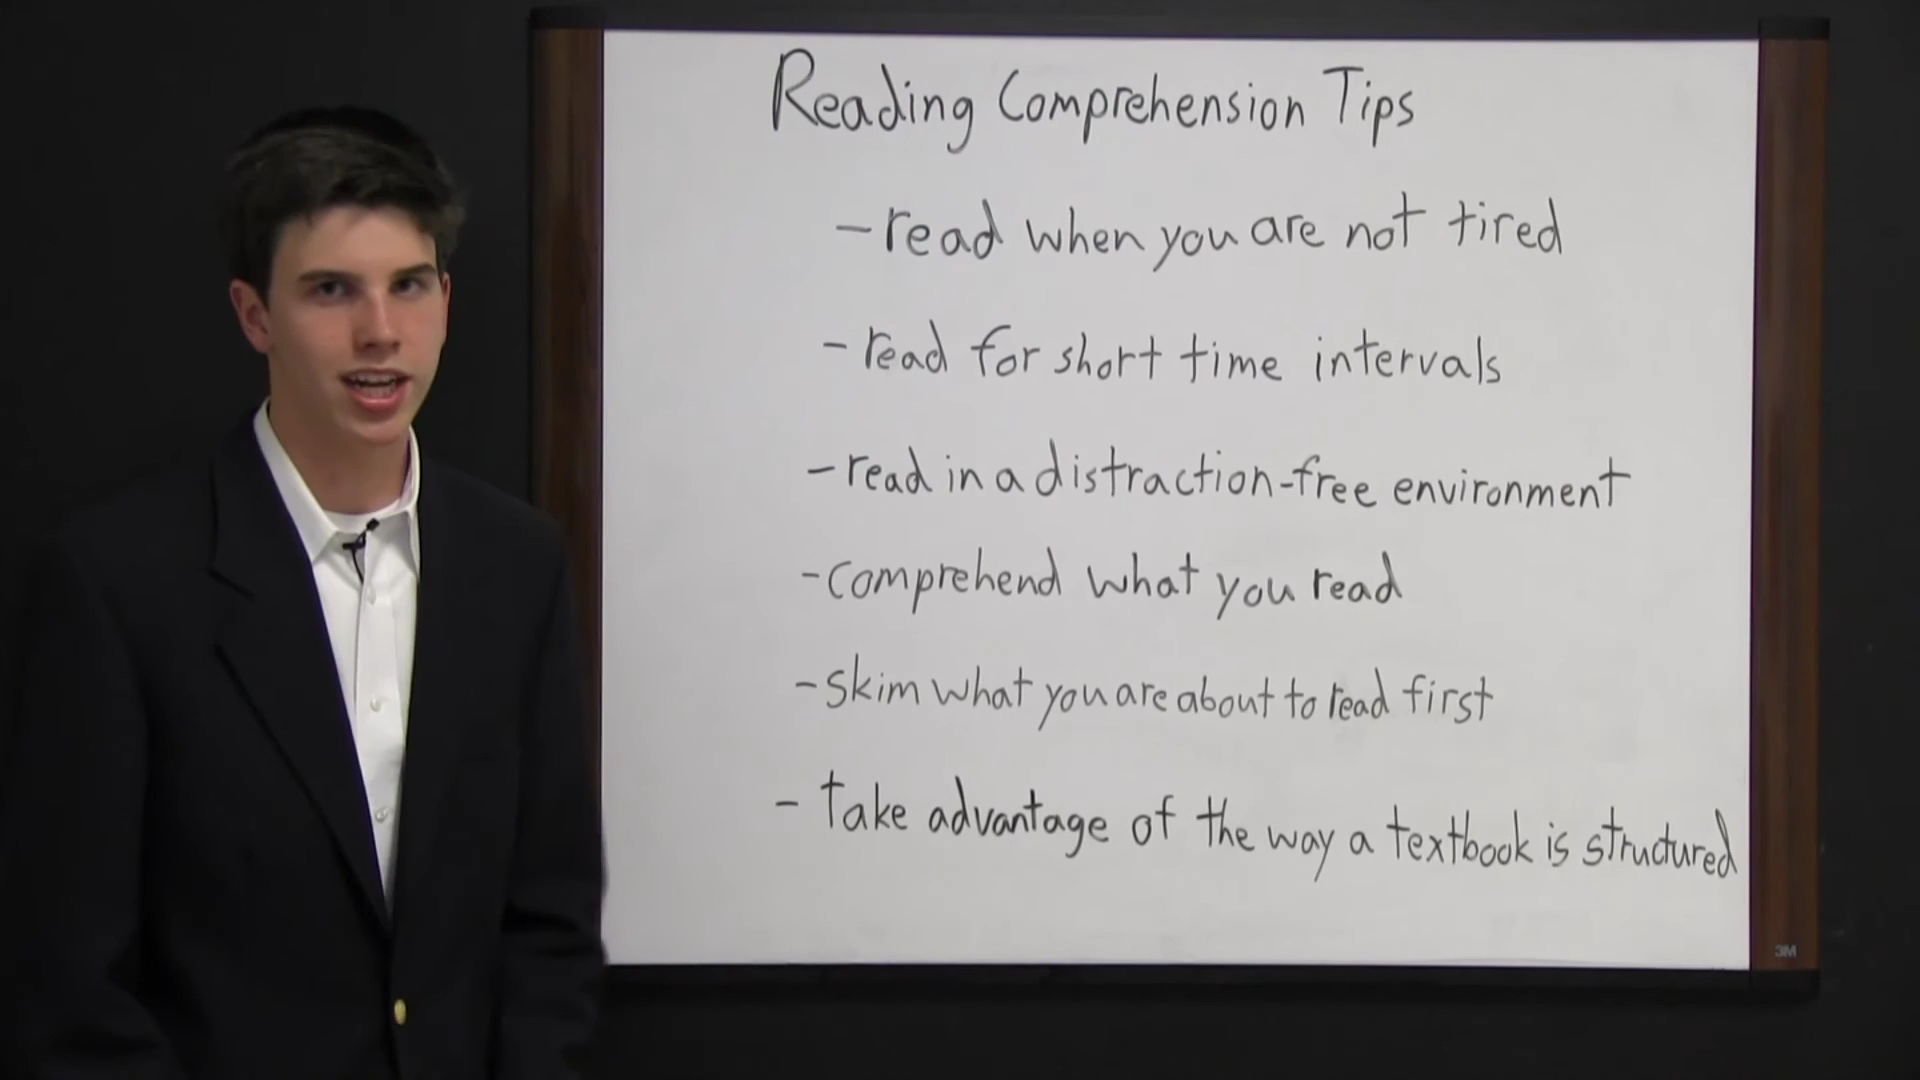 Reading Comprehension Tips
- read when you are not tired
- read for short time intervals
- read in a distraction-free environment
- comprehend what you read
- skim what you are about to read first
- take advantage of the way a textbook is structured
3M